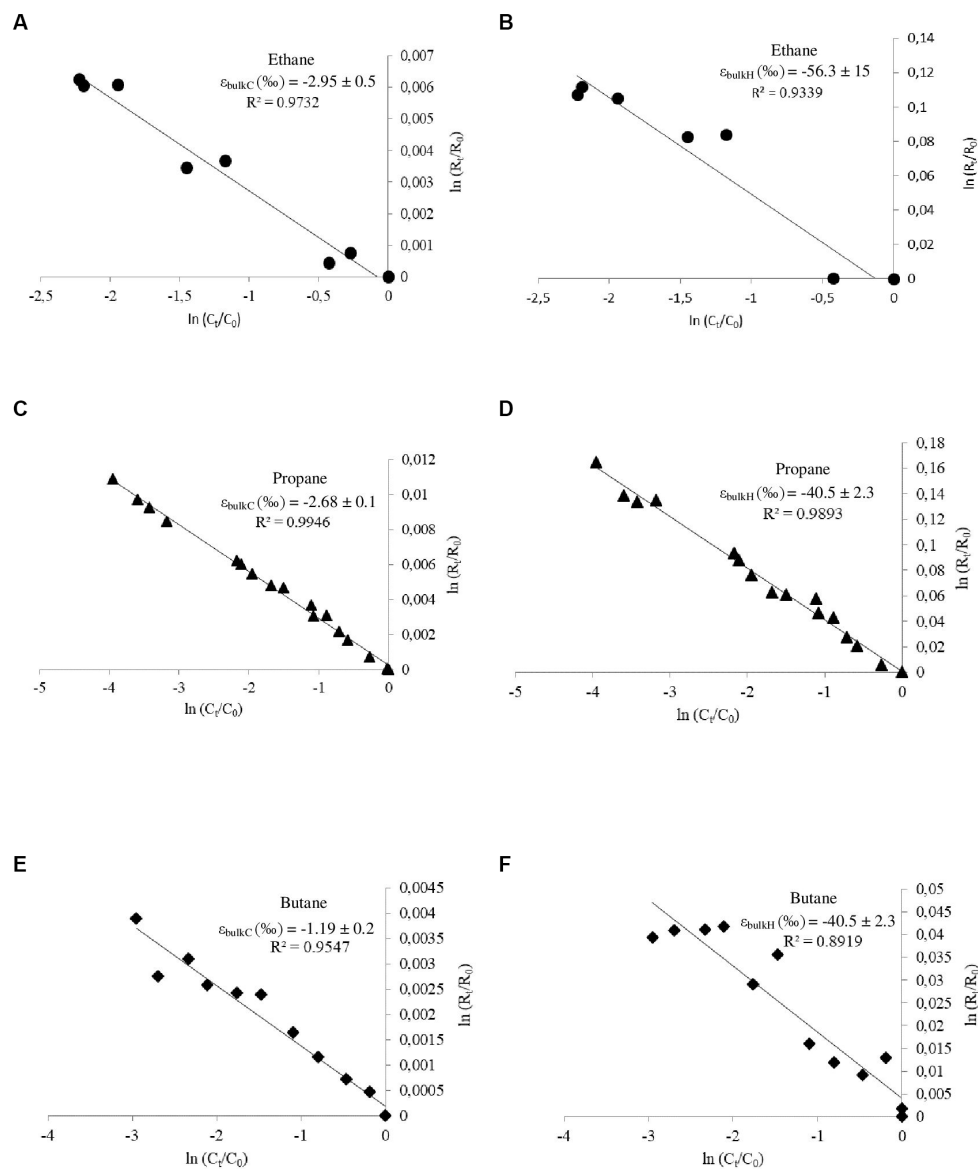 A
Ethane
εbulkC (‰) = -2.95 ± 0.5
R² = 0.9732
0,007
0,006
0,005
0,004
0,003
0,002
0,001
0
ln (Rt/R0)
-2,5 -2 -1,5 -1 -0,5 0
ln (Ct/C0)
B
Ethane
εbulkH (‰) = -56.3 ± 15
R² = 0.9339
0,14
0,12
0,1
0,08
0,06
0,04
0,02
0
ln (Rt/R0)
-2,5 -2 -1,5 -1 -0,5 0
ln (Ct/C0)
C
Propane
εbulkC (‰) = -2.68 ± 0.1
R² = 0.9946
0,012
0,01
0,008
0,006
0,004
0,002
0
ln (Rt/R0)
-5 -4 -3 -2 -1 0
ln (Ct/C0)
D
Propane
εbulkH (‰) = -40.5 ± 2.3
R² = 0.9893
0,18
0,16
0,14
0,12
0,1
0,08
0,06
0,04
0,02
0
ln (Rt/R0)
-5 -4 -3 -2 -1 0
ln (Ct/C0)
E
Butane
εbulkC (‰) = -1.19 ± 0.2
R² = 0.9547
0,0045
0,004
0,0035
0,003
0,0025
0,002
0,0015
0,001
0,0005
0
ln (Rt/R0)
-4 -3 -2 -1 0
ln (Ct/C0)
F
Butane
εbulkH (‰) = -40.5 ± 2.3
R² = 0.8919
0,05
0,045
0,04
0,035
0,03
0,025
0,02
0,015
0,01
0,005
0
ln (Rt/R0)
-4 -3 -2 -1 0
ln (Ct/C0)